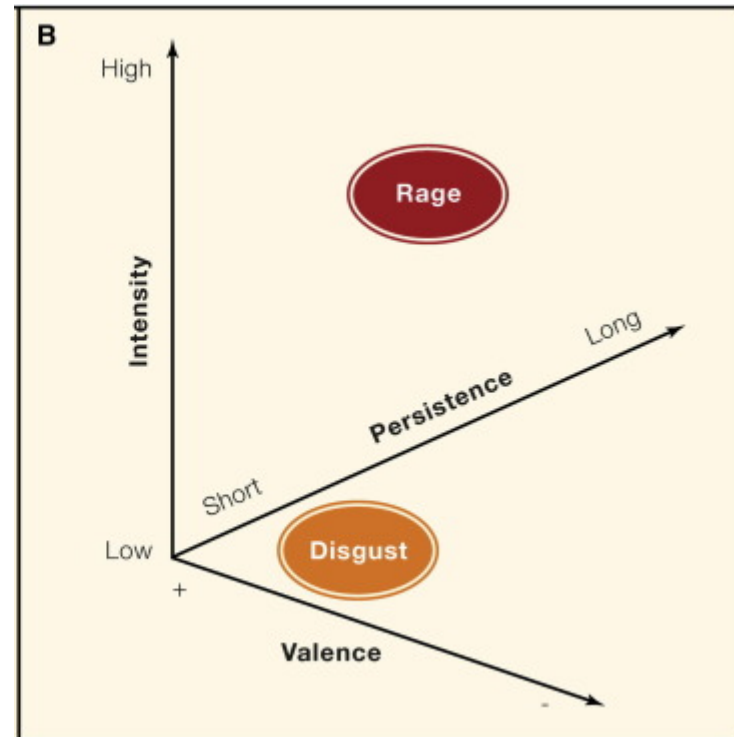 B
High
Rage
Intensity
Long
Persistence
Short
Low
Disgust
+
Valence
-